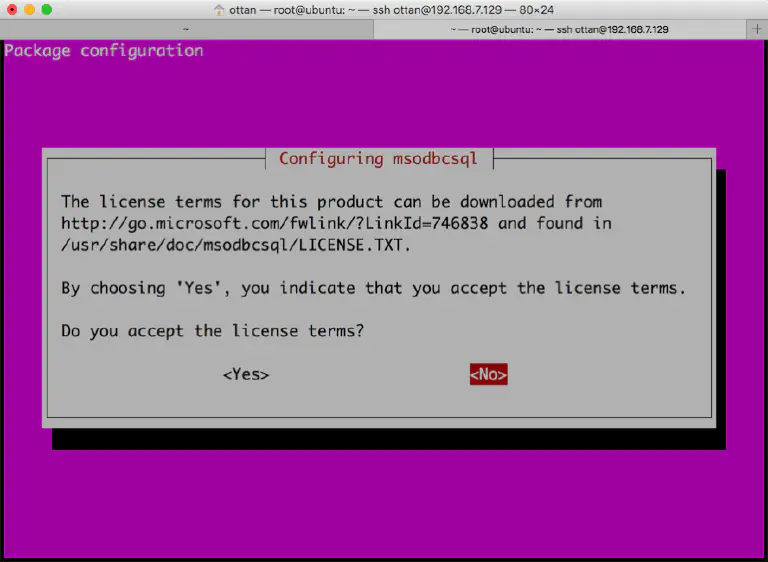 ottan — root@ubuntu: ~ — ssh ottan@192.168.7.129 — 80×24
~
~ — root@ubuntu: ~ — ssh ottan@192.168.7.129
+
Package configuration
Configuring msodbcsql
The license terms for this product can be downloaded from
http://go.microsoft.com/fwlink/?LinkId=746838 and found in
/usr/share/doc/msodbcsql/LICENSE.TXT.
By choosing 'Yes', you indicate that you accept the license terms.
Do you accept the license terms?
<Yes> <No>